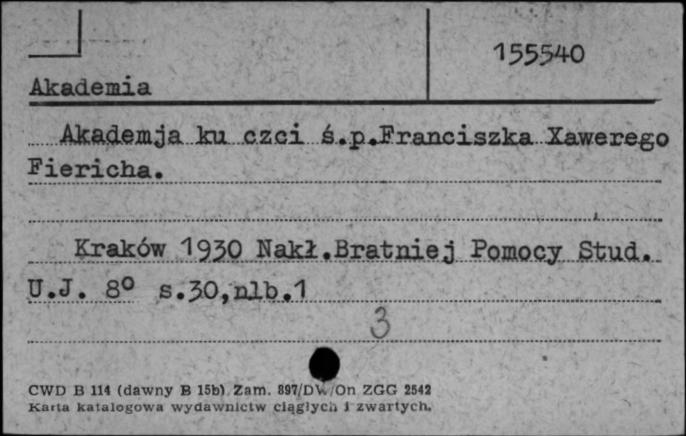 155540
Akademia
Akademja ku czci ś.p.Franciszka Xawerego
Fiericha.
Kraków 1930 Nakł.Bratniej Pomocy Stud.
U.J. 8° s.30,nlb.1
3
CWD B 114 (dawny B 15b) Zam. 897/DW/On ZGG 2542
Karta katalogowa wydawnictw ciągłych i zwartych.